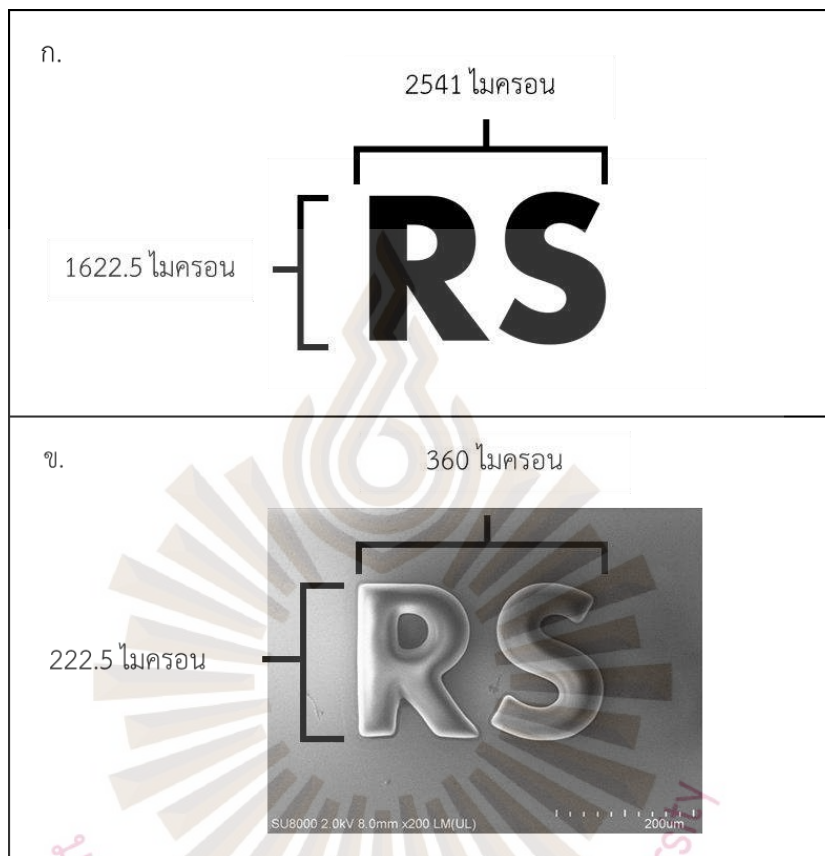 ก.
2541 ไมครอน
RS
1622.5 ไมครอน
ข.
360 ไมครอน
222.5 ไมครอน
RS
SU8000 2.0kV 8.0mm x200 LM(UL)
200um